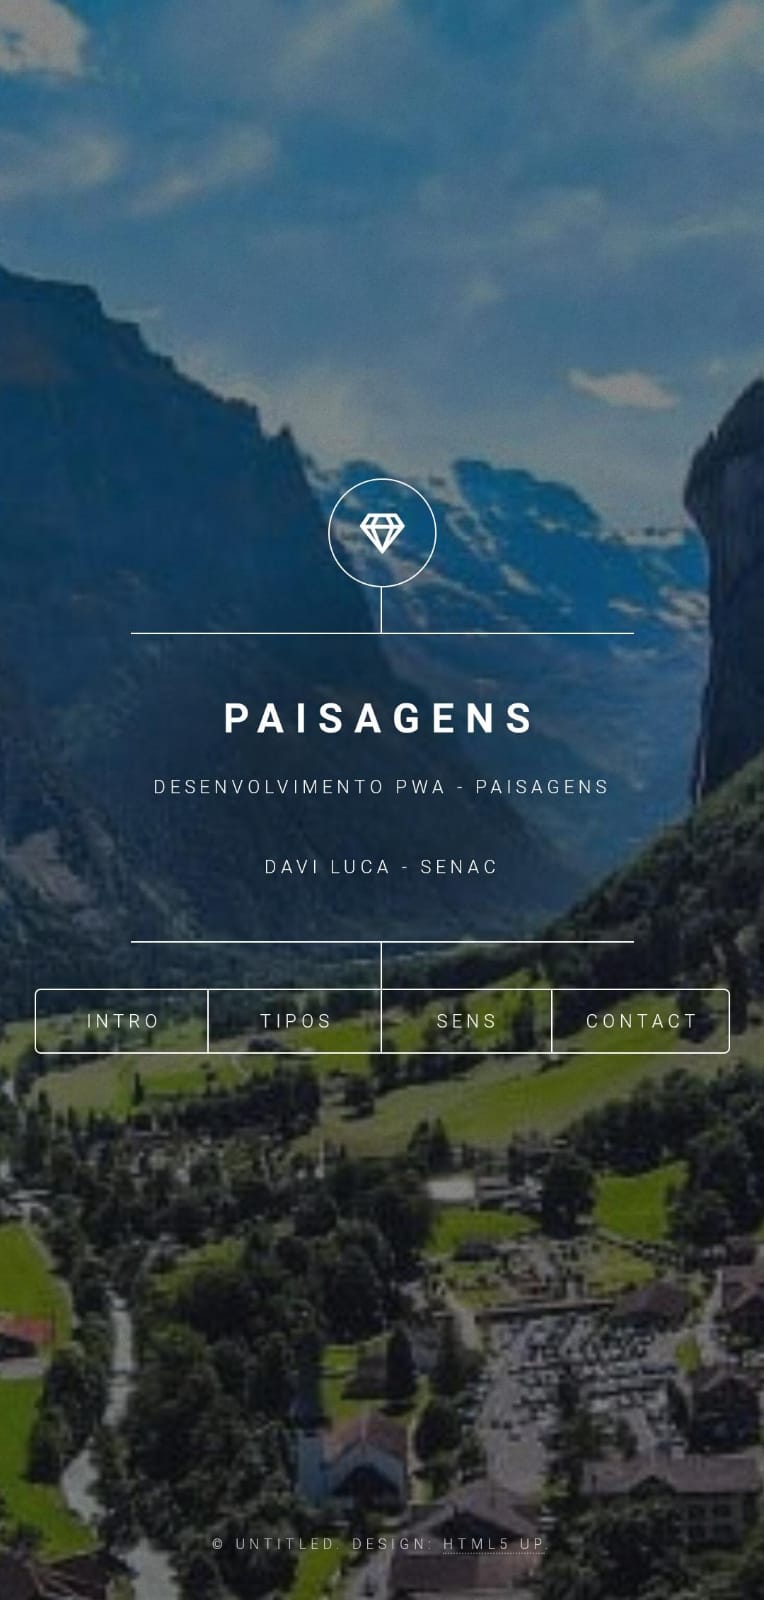 PAISAGENS
DESENVOLVIMENTO PWA - PAISAGENS
DAVI LUCA - SENAC
INTRO TIPOS SENS CONTACT
© UNTITLED. DESIGN: HTML5 UP.